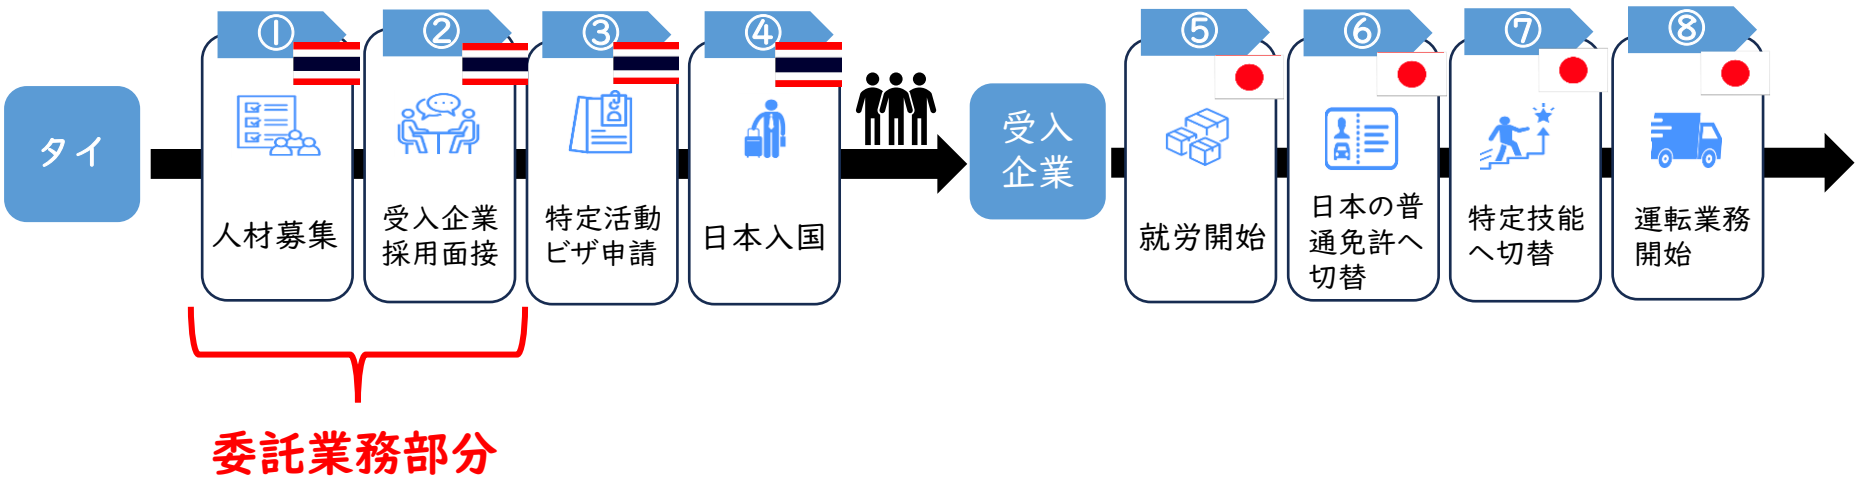 タイ
①
人材募集
②
受入企業
採用面接
③
特定活動
ビザ申請
④
日本入国
受入
企業
⑤
就労開始
⑥
日本の普
通免許へ
切替
⑦
特定技能
へ切替
⑧
運転業務
開始
委託業務部分